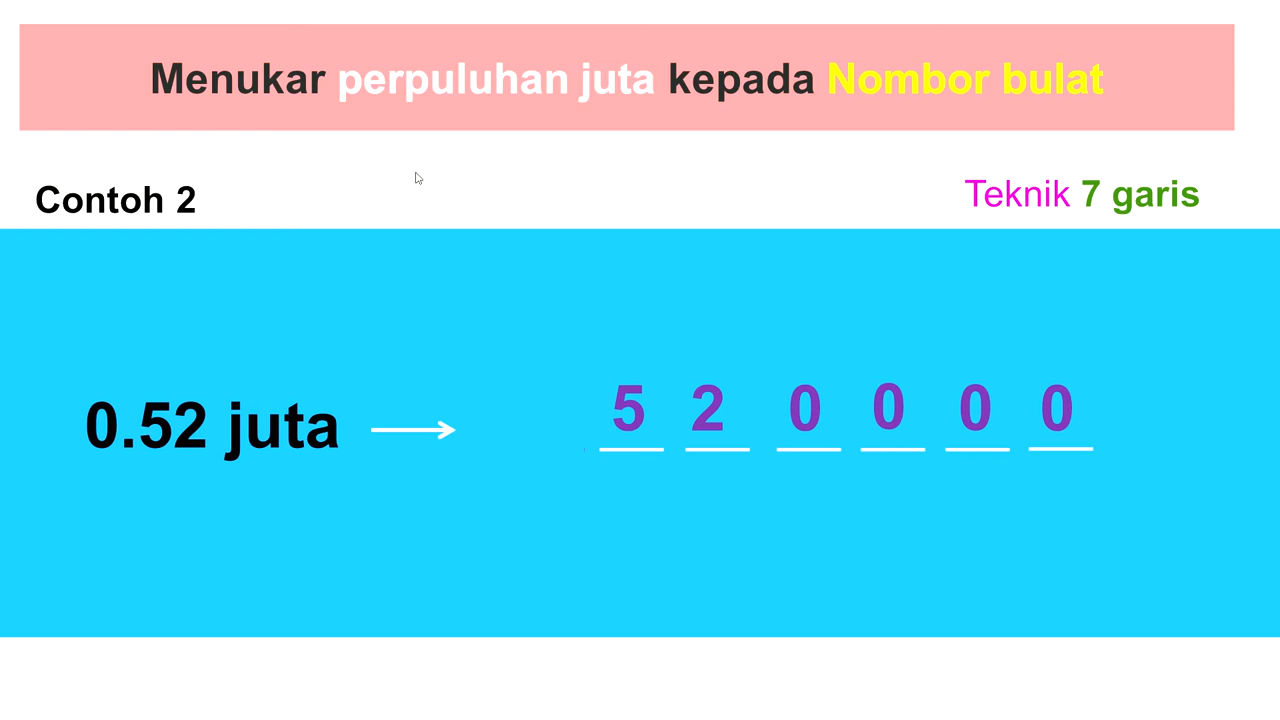 Menukar perpuluhan juta kepada Nombor bulat
Contoh 2
Teknik 7 garis
0.52 juta
5 2 0 0 0 0